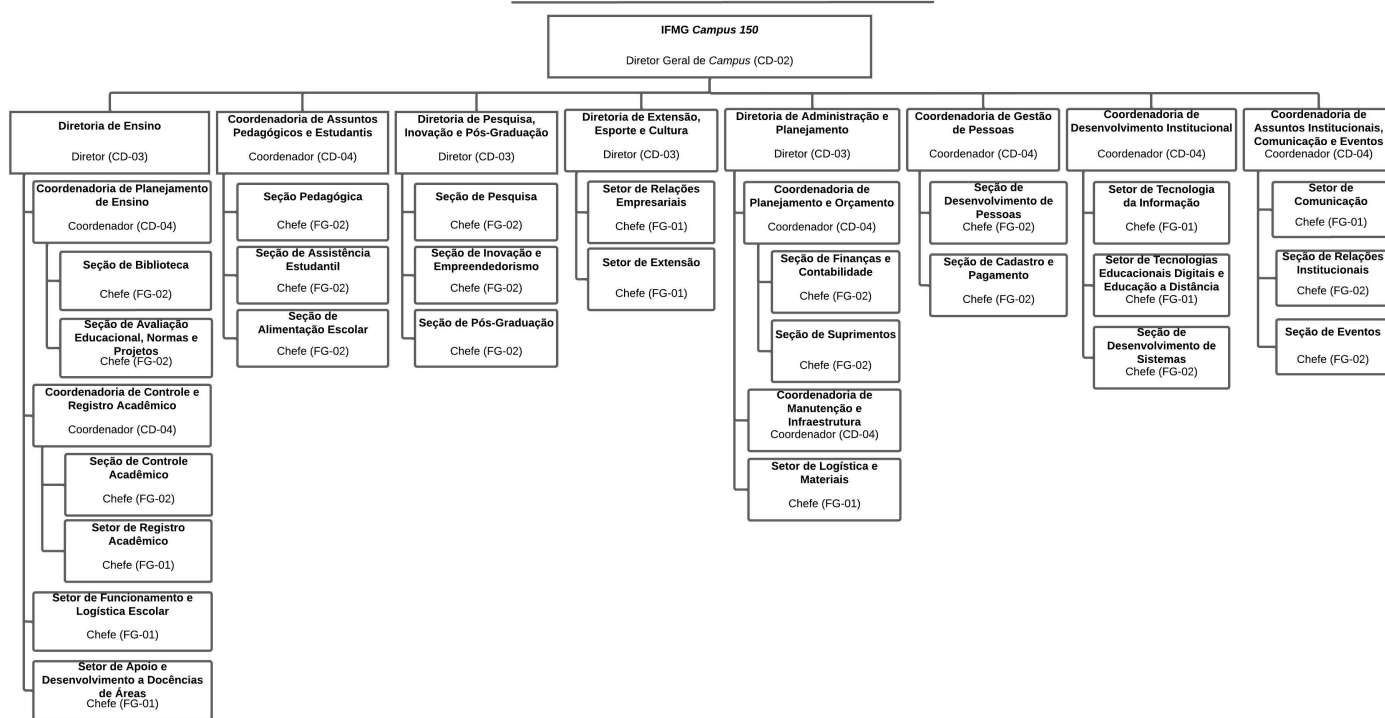 IFMG Campus 150
Diretor Geral de Campus (CD-02)
Diretoria de Ensino
Diretor (CD-03)
Coordenadoria de Planejamento
de Ensino
Coordenador (CD-04)
Seção de Biblioteca
Chefe (FG-02)
Seção de Avaliação
Educacional, Normas e
Projetos
Chefe (FG-02)
Coordenadoria de Controle e
Registro Acadêmico
Coordenador (CD-04)
Seção de Controle
Acadêmico
Chefe (FG-02)
Setor de Registro
Acadêmico
Chefe (FG-01)
Setor de Funcionamento e
Logística Escolar
Chefe (FG-01)
Setor de Apoio e
Desenvolvimento a Docências
de Áreas
Chefe (FG-01)
Coordenadoria de Assuntos
Pedagógicos e Estudantis
Coordenador (CD-04)
Seção Pedagógica
Chefe (FG-02)
Seção de Assistência
Estudantil
Chefe (FG-02)
Seção de
Alimentação Escolar
Chefe (FG-02)
Diretoria de Pesquisa,
Inovação e Pós-Graduação
Diretor (CD-03)
Seção de Pesquisa
Chefe (FG-02)
Seção de Inovação e
Empreendedorismo
Chefe (FG-02)
Seção de Pós-Graduação
Chefe (FG-02)
Diretoria de Extensão,
Esporte e Cultura
Diretor (CD-03)
Setor de Relações
Empresariais
Chefe (FG-01)
Setor de Extensão
Chefe (FG-01)
Diretoria de Administração e
Planejamento
Diretor (CD-03)
Coordenadoria de
Planejamento e Orçamento
Coordenador (CD-04)
Seção de Finanças e
Contabilidade
Chefe (FG-02)
Seção de Suprimentos
Chefe (FG-02)
Coordenadoria de
Manutenção e
Infraestrutura
Coordenador (CD-04)
Setor de Logística e
Materiais
Chefe (FG-01)
Coordenadoria de Gestão
de Pessoas
Coordenador (CD-04)
Seção de
Desenvolvimento de
Pessoas
Chefe (FG-02)
Seção de Cadastro e
Pagamento
Chefe (FG-02)
Coordenadoria de
Desenvolvimento Institucional
Coordenador (CD-04)
Setor de Tecnologia
da Informação
Chefe (FG-01)
Setor de Tecnologias
Educacionais Digitais e
Educação a Distância
Chefe (FG-01)
Seção de
Desenvolvimento de
Sistemas
Chefe (FG-02)
Coordenadoria de
Assuntos Institucionais,
Comunicação e Eventos
Coordenador (CD-04)
Setor de
Comunicação
Chefe (FG-01)
Seção de Relações
Institucionais
Chefe (FG-02)
Seção de Eventos
Chefe (FG-02)